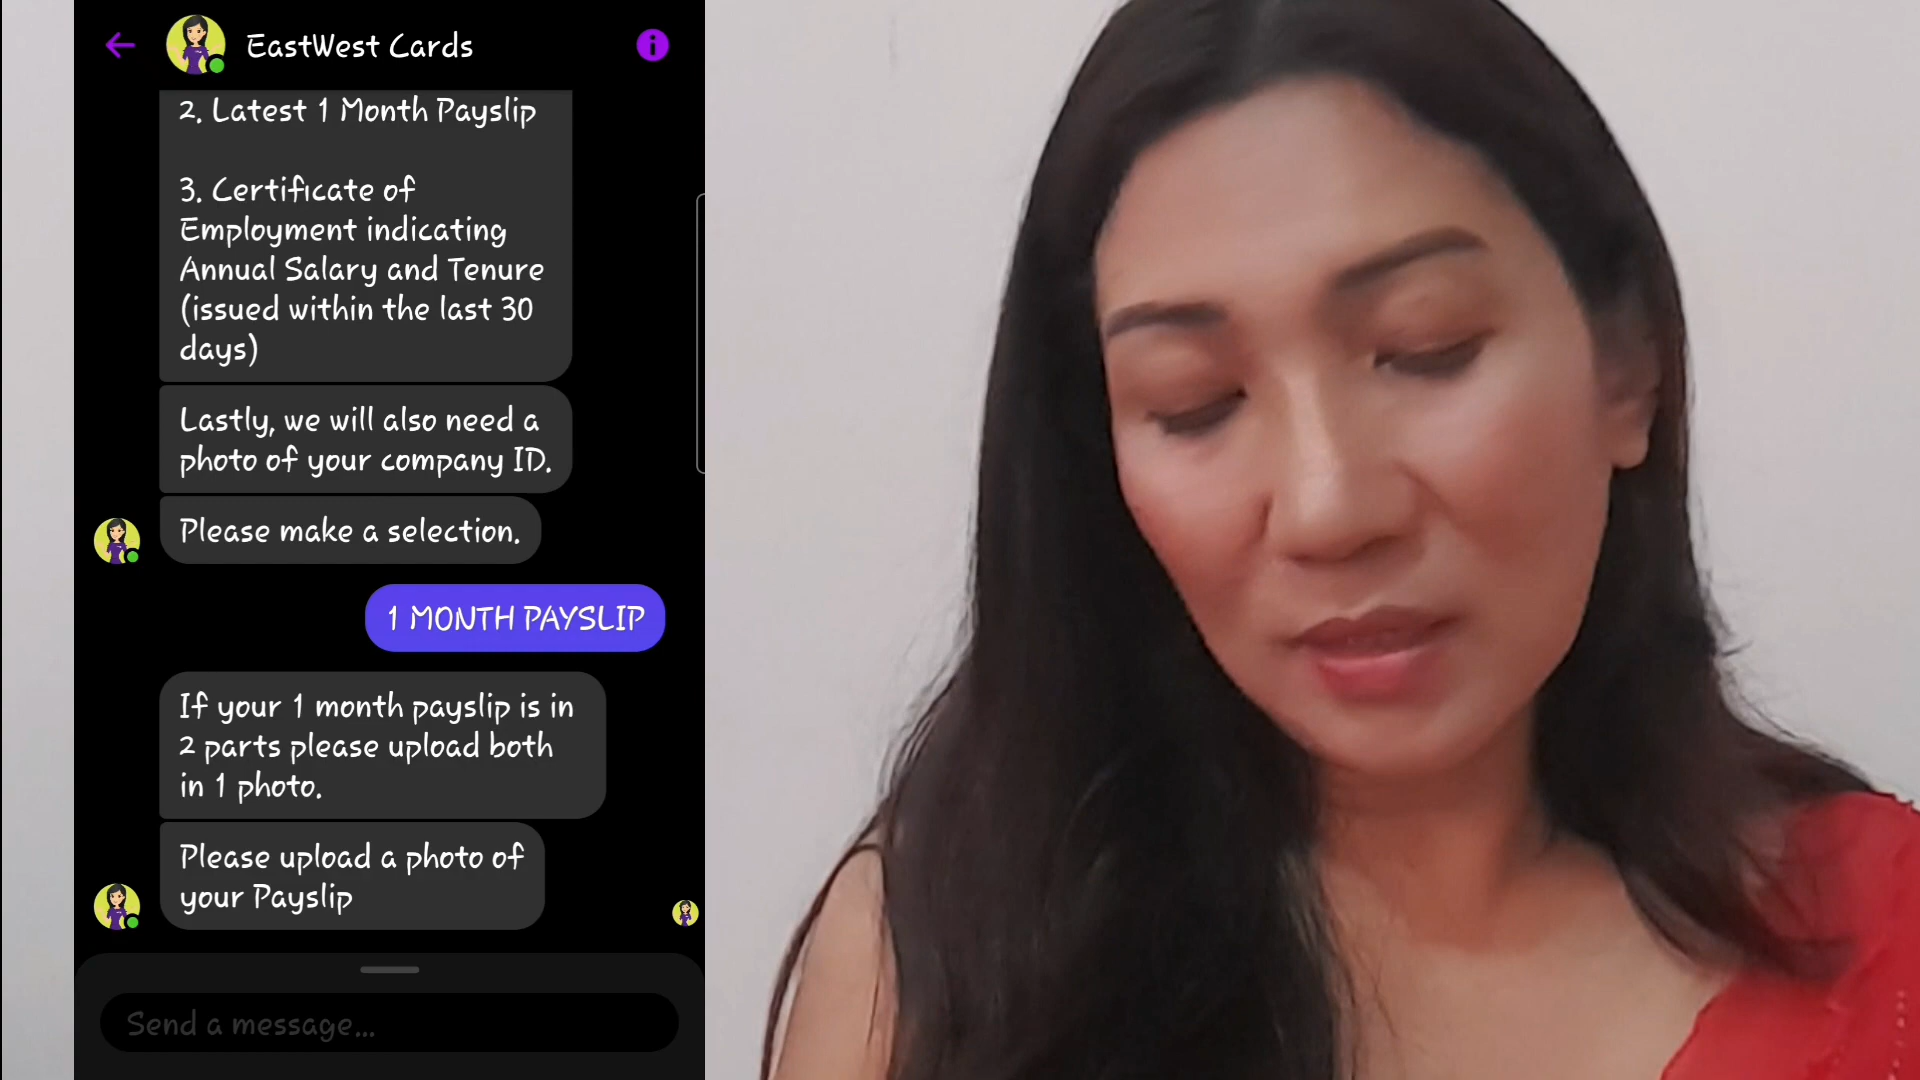 EastWest Cards
2. Latest 1 Month Payslip
3. Certificate of
Employment indicating
Annual Salary and Tenure
(issued within the last 30
days)
Lastly, we will also need a
photo of your company ID.
Please make a selection.
1 MONTH PAYSLIP
If your 1 month payslip is in
2 parts please upload both
in 1 photo.
Please upload a photo of
your Payslip
Send a message...